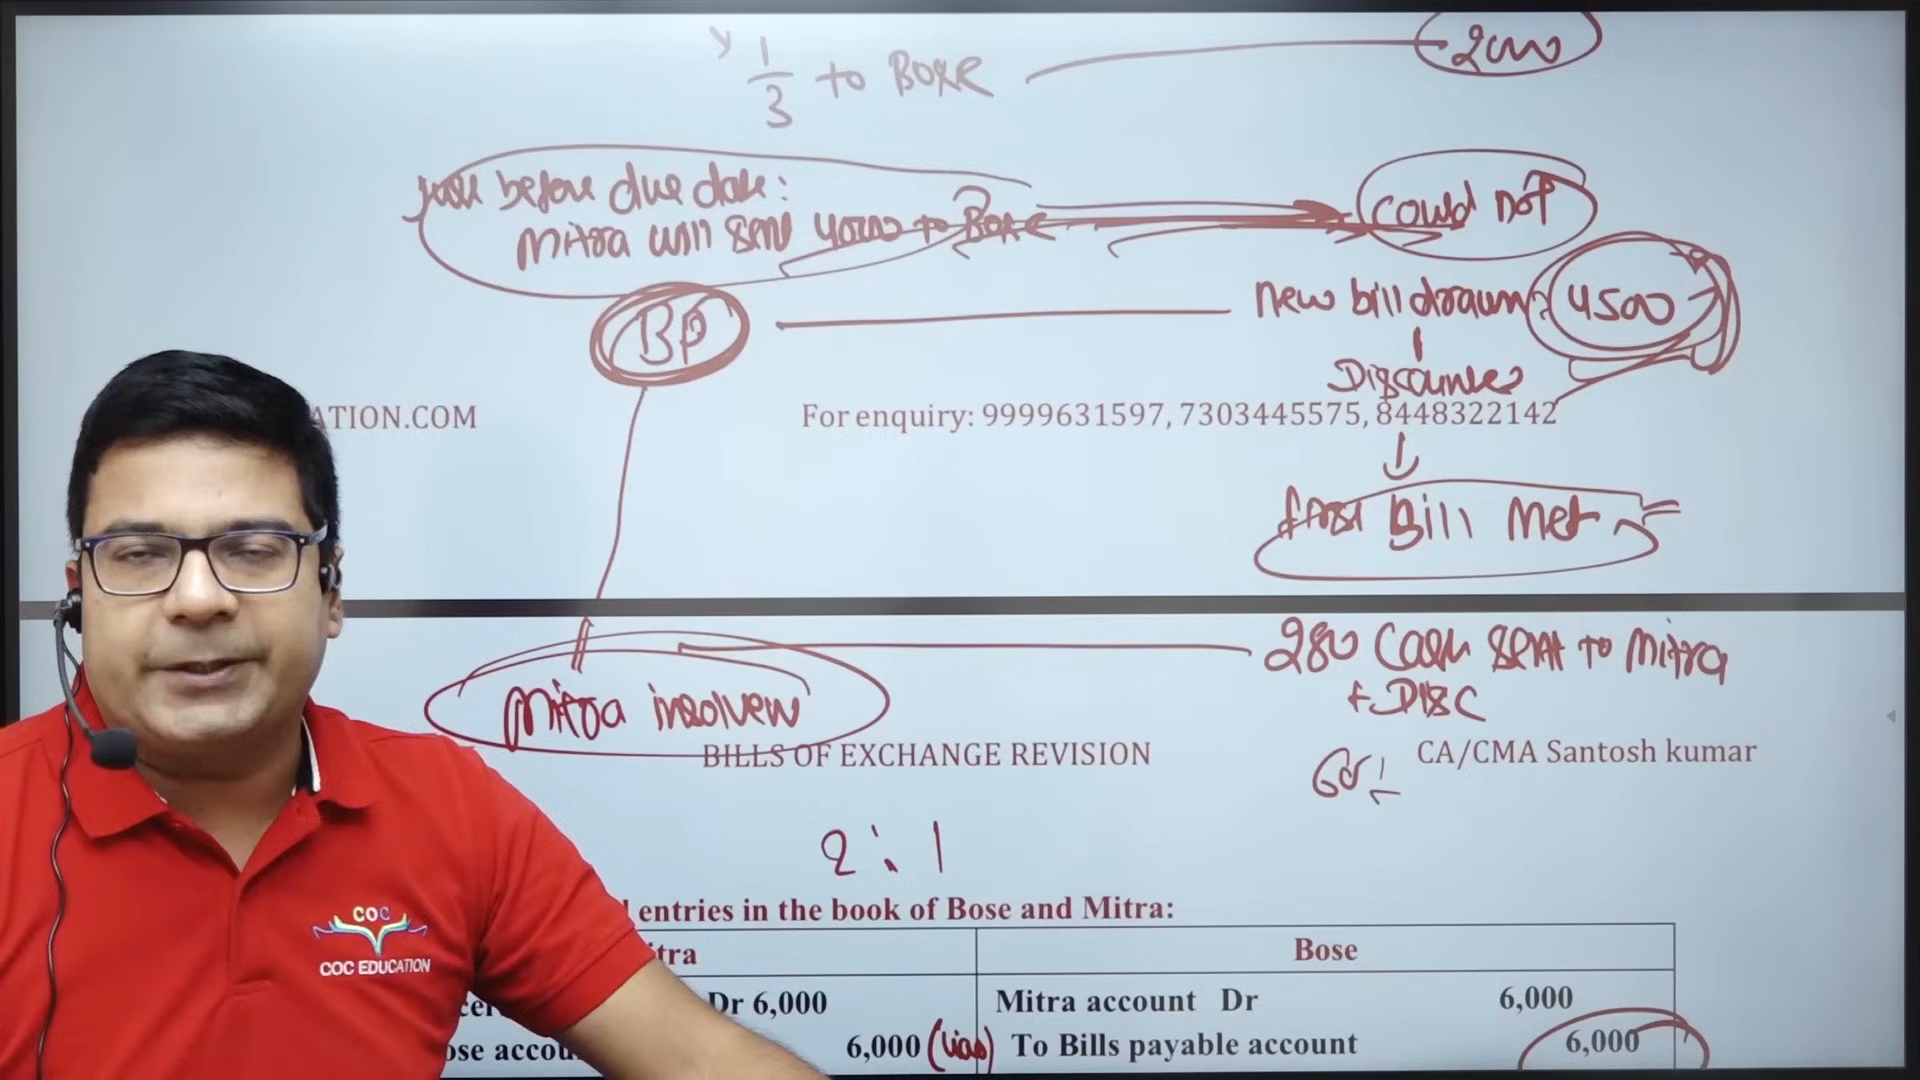 1/3 to Bose
2000
Just before due date:
Mitra will send 4000 to Bose
could not
BP
new bill drawn: 4500
Discounted
ATION.COM
For enquiry: 9999631597, 7303445575, 8448322142
first Bill Met
280 Cash sent to Mitra
+ DISC
Mitra insolvent
BILLS OF EXCHANGE REVISION
CA/CMA Santosh kumar
2:1
entries in the book of Bose and Mitra:
itra
Bose
Dr 6,000
Mitra account Dr 6,000
ose accou
6,000
To Bills payable account 6,000
COC
COC EDUCATION